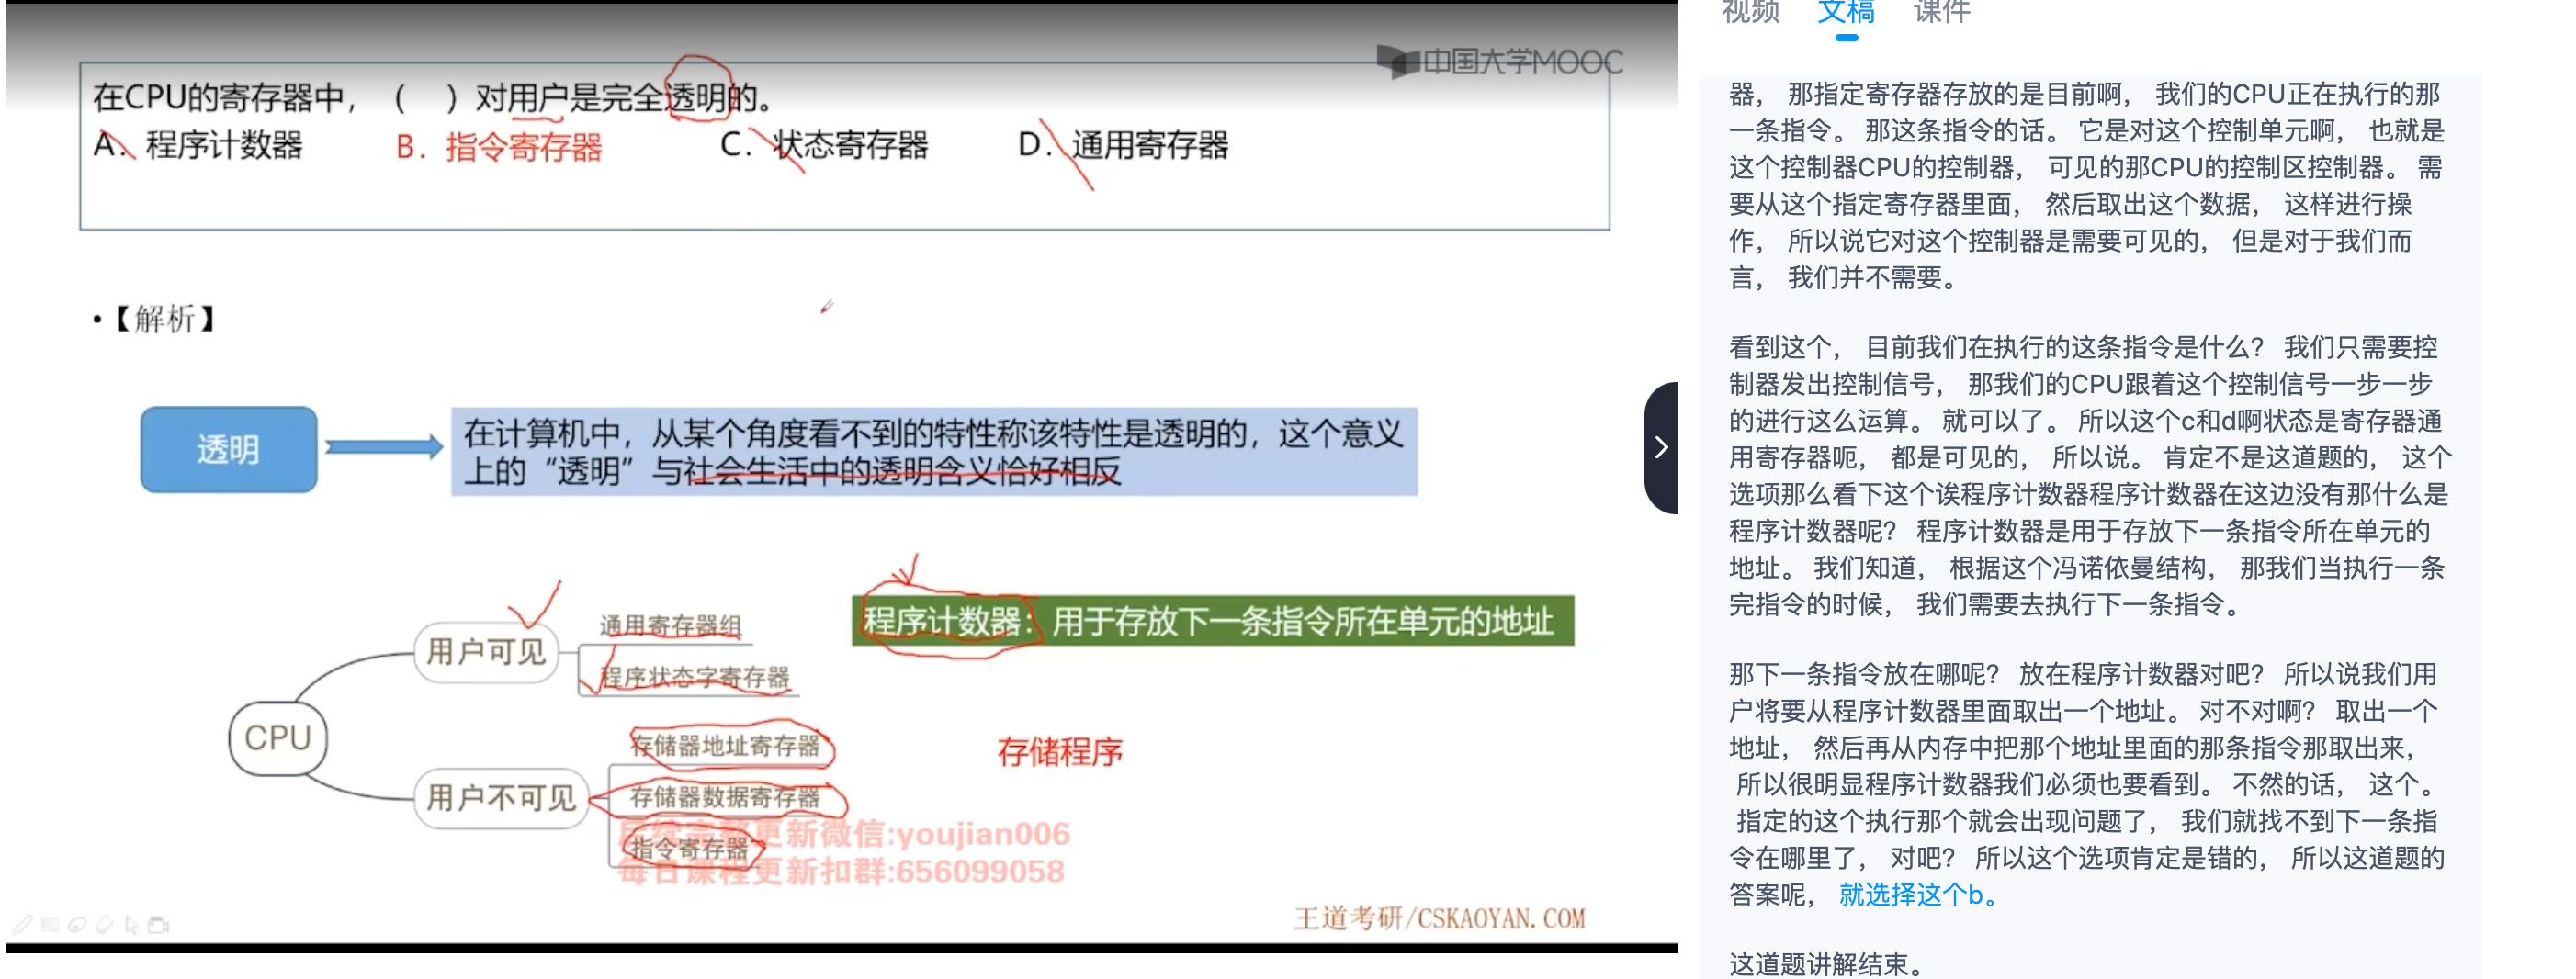 中国大学MOOC
在CPU的寄存器中，（ ）对用户是完全透明的。
A. 程序计数器 B. 指令寄存器 C. 状态寄存器 D. 通用寄存器
•【解析】
透明
在计算机中，从某个角度看不到的特性称该特性是透明的，这个意义
上的“透明”与社会生活中的透明含义恰好相反
程序计数器：用于存放下一条指令所在单元的地址
CPU
用户可见
通用寄存器组
程序状态字寄存器
用户不可见
存储器地址寄存器
存储器数据寄存器
指令寄存器
存储程序
后续完整更新微信:youjian006
每日课程更新扣群:656099058
王道考研/CSKAOYAN.COM
视频 文稿 课件
器， 那指定寄存器存放的是目前啊， 我们的CPU正在执行的那
一条指令。 那这条指令的话。 它是对这个控制单元啊， 也就是
这个控制器CPU的控制器， 可见的那CPU的控制区控制器。 需
要从这个指定寄存器里面， 然后取出这个数据， 这样进行操
作， 所以说它对这个控制器是需要可见的， 但是对于我们而
言， 我们并不需要。
看到这个， 目前我们在执行的这条指令是什么？ 我们只需要控
制器发出控制信号， 那我们的CPU跟着这个控制信号一步一步
的进行这么运算。 就可以了。 所以这个c和d啊状态是寄存器通
用寄存器呃， 都是可见的， 所以说。 肯定不是这道题的， 这个
选项那么看下这个诶程序计数器程序计数器在这边没有那什么是
程序计数器呢？ 程序计数器是用于存放下一条指令所在单元的
地址。 我们知道， 根据这个冯诺依曼结构， 那我们当执行一条
完指令的时候， 我们需要去执行下一条指令。
那下一条指令放在哪呢？ 放在程序计数器对吧？ 所以说我们用
户将要从程序计数器里面取出一个地址。 对不对啊？ 取出一个
地址， 然后再从内存中把那个地址里面的那条指令那取出来，
所以很明显程序计数器我们必须也要看到。 不然的话， 这个。
指定的这个执行那个就会出现问题了， 我们就找不到下一条指
令在哪里了， 对吧？ 所以这个选项肯定是错的， 所以这道题的
答案呢， 就选择这个b。
这道题讲解结束。